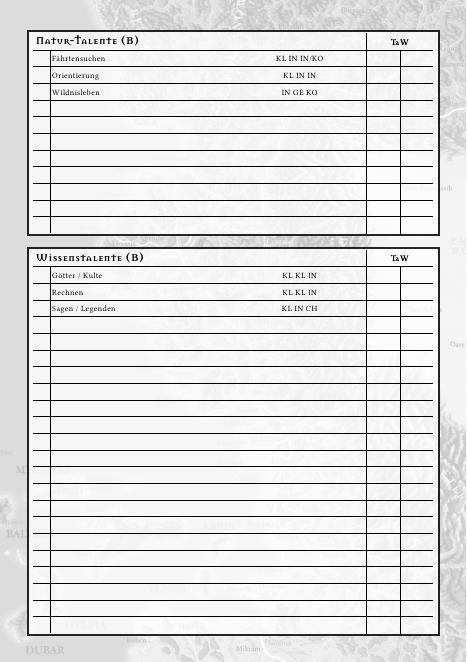 Natur-Talente (B) TaW
Fährtensuchen KL IN IN/KO
Orientierung KL IN IN
Wildnisleben IN GE KO
Wissenstalente (B) TaW
Götter / Kulte KL KL IN
Rechnen KL KL IN
Sagen / Legenden KL IN CH
DUBAR